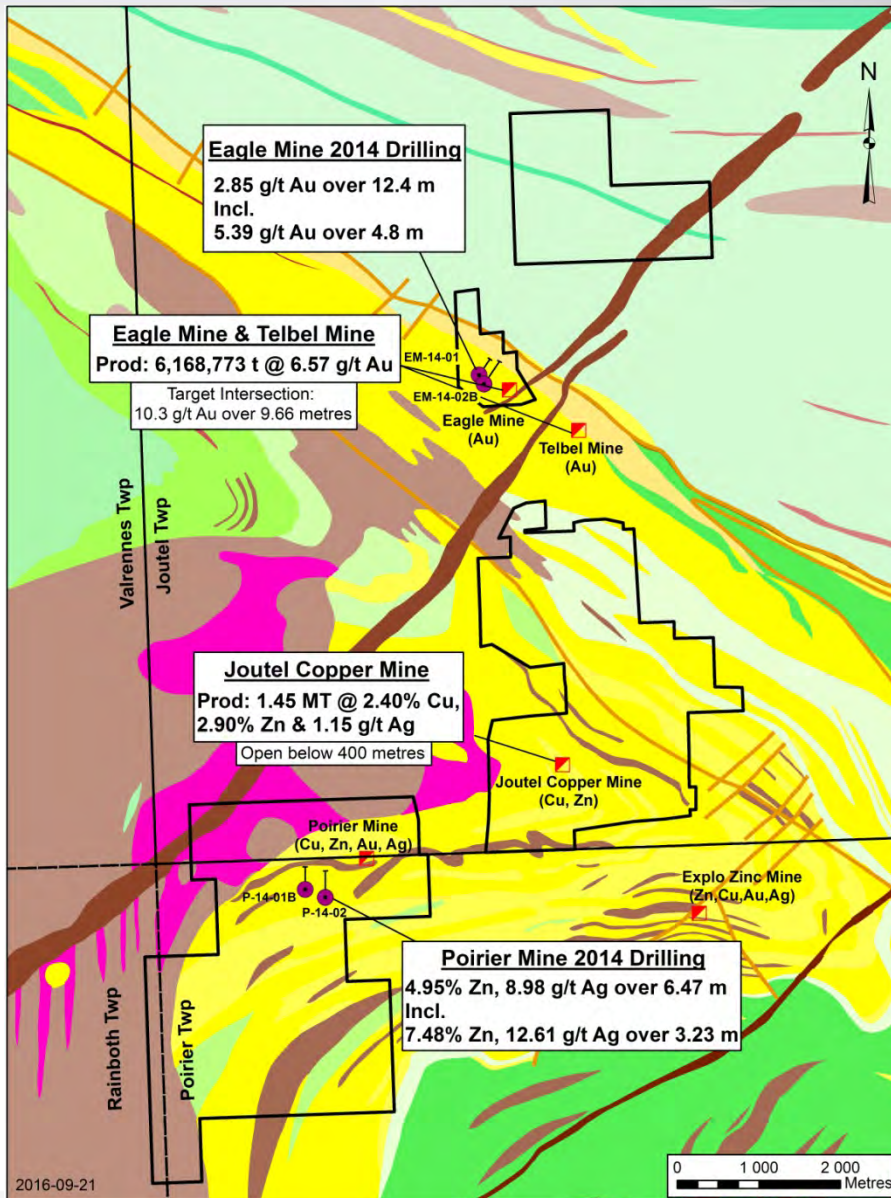 N
Eagle Mine 2014 Drilling
2.85 g/t Au over 12.4 m
Incl.
5.39 g/t Au over 4.8 m
Eagle Mine & Telbel Mine
Prod: 6,168,773 t @ 6.57 g/t Au
Target Intersection:
10.3 g/t Au over 9.66 metres
EM-14-01
EM-14-02B
Eagle Mine
(Au)
Telbel Mine
(Au)
Valrennes Twp
Joutel Twp
Joutel Copper Mine
Prod: 1.45 MT @ 2.40% Cu,
2.90% Zn & 1.15 g/t Ag
Open below 400 metres
Joutel Copper Mine
(Cu, Zn)
Poirier Mine
(Cu, Zn, Au, Ag)
P-14-01B
P-14-02
Explo Zinc Mine
(Zn,Cu,Au,Ag)
Poirier Mine 2014 Drilling
4.95% Zn, 8.98 g/t Ag over 6.47 m
Incl.
7.48% Zn, 12.61 g/t Ag over 3.23 m
Rainboth Twp
Poirier Twp
2016-09-21
0 1 000 2 000
Metres